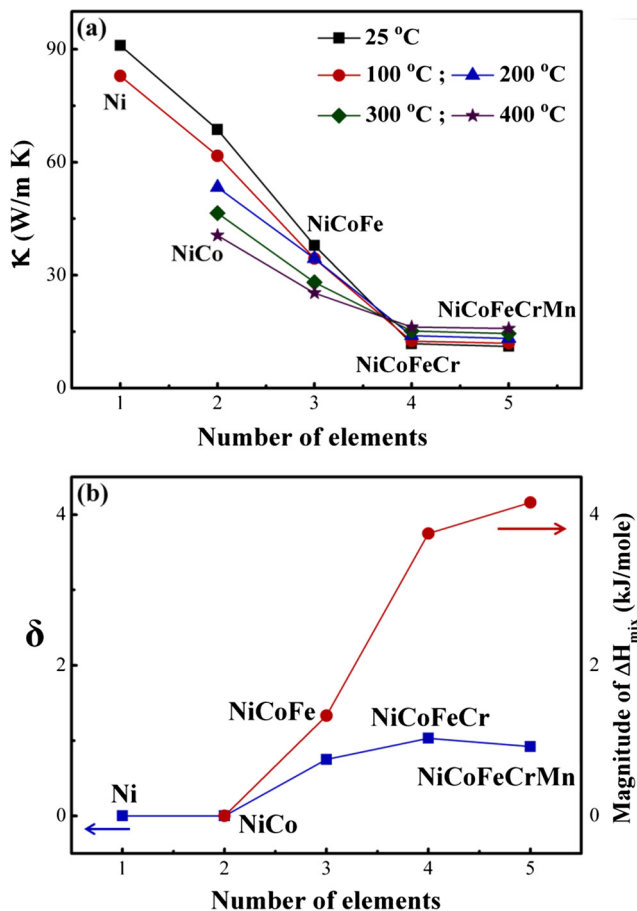 (a)
25 °C
100 °C ; 200 °C
300 °C ; 400 °C
90
60
30
0
κ (W/m K)
Ni
NiCo
NiCoFe
NiCoFeCr
NiCoFeCrMn
1 2 3 4 5
Number of elements
(b)
4
2
0
δ
4
2
0
Magnitude of ΔHmix (kJ/mole)
Ni
NiCo
NiCoFe
NiCoFeCr
NiCoFeCrMn
1 2 3 4 5
Number of elements